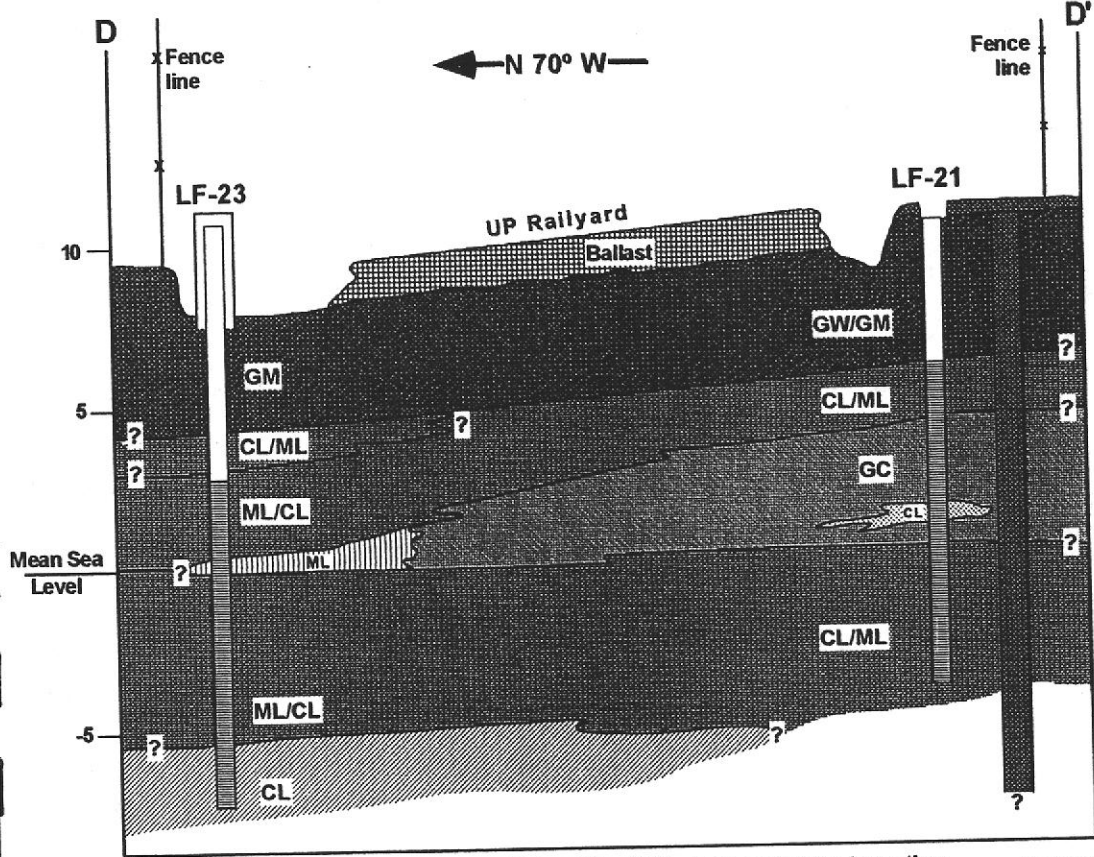 D
D'
Fence
line
N 70° W
Fence
line
LF-23
LF-21
UP Railyard
10
Ballast
GW/GM
?
GM
5
?
?
?
CL/ML
CL/ML
?
?
GC
ML/CL
CL
Mean Sea
Level
ML
?
?
CL/ML
ML/CL
-5
?
?
CL
?